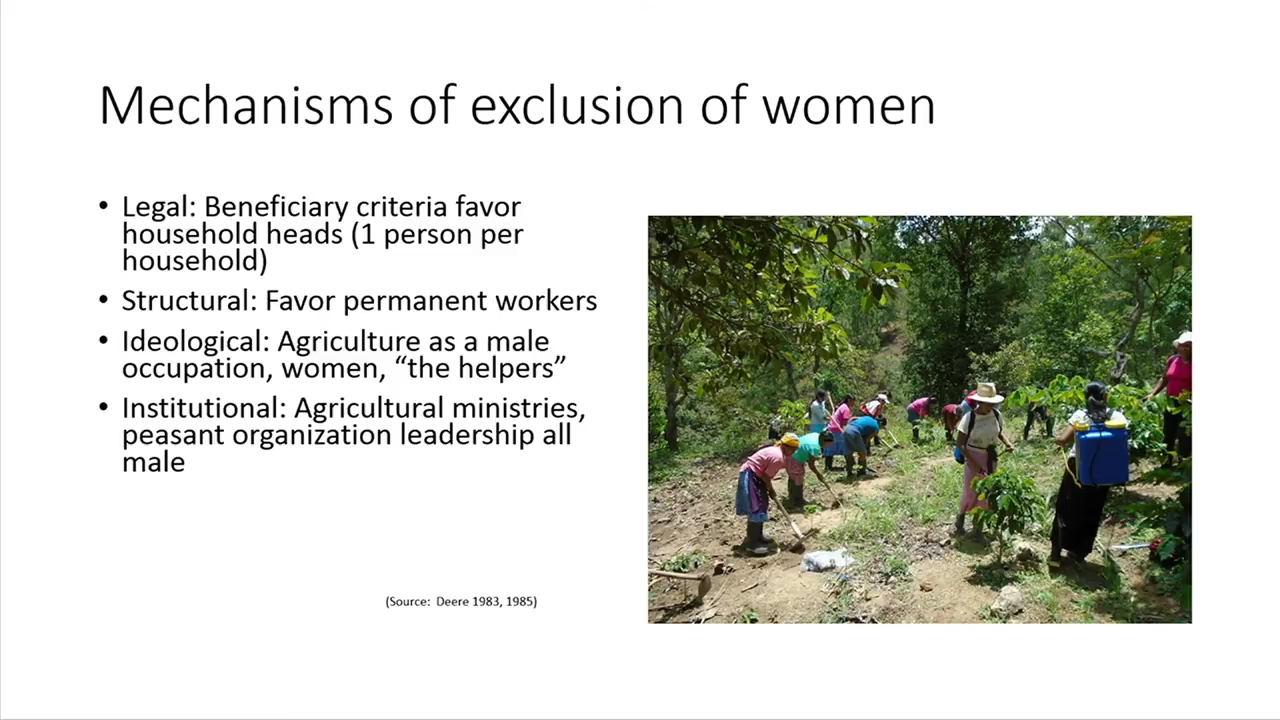 Mechanisms of exclusion of women
• Legal: Beneficiary criteria favor
household heads (1 person per
household)
• Structural: Favor permanent workers
• Ideological: Agriculture as a male
occupation, women, “the helpers”
• Institutional: Agricultural ministries,
peasant organization leadership all
male
(Source: Deere 1983, 1985)